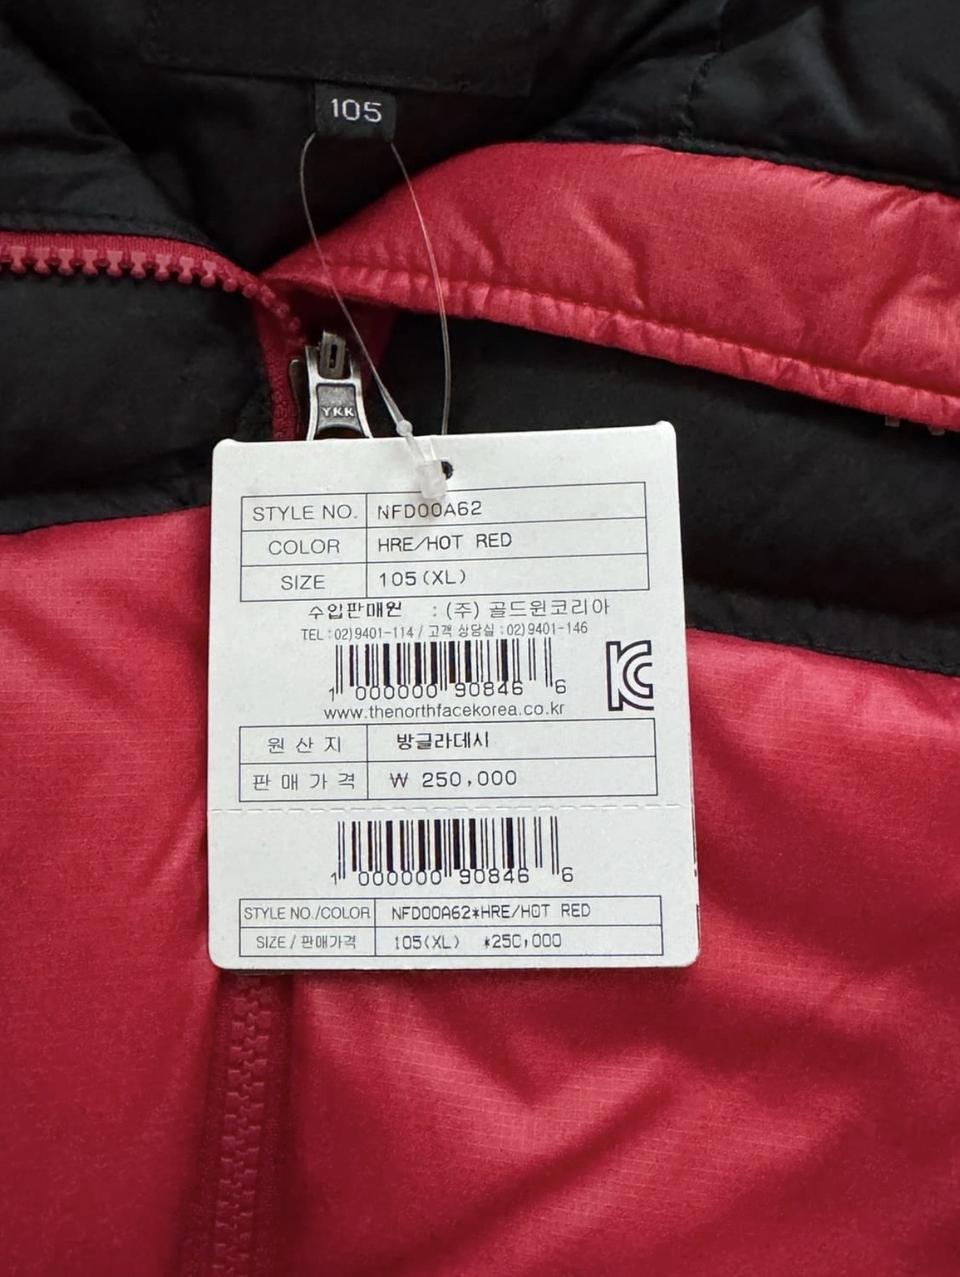 105
YKK
STYLE NO. NFD00A62
COLOR HRE/HOT RED
SIZE 105(XL)
수입판매원 : (주) 골드윈코리아
TEL : 02)9401-114 / 고객 상담실 : 02)9401-146
1 000000 90846 6
www.thenorthfacekorea.co.kr
원 산 지 방글라데시
판 매 가 격 ₩ 250,000
1 000000 90846 6
STYLE NO./COLOR NFD00A62*HRE/HOT RED
SIZE / 판매가격 105(XL) *250,000